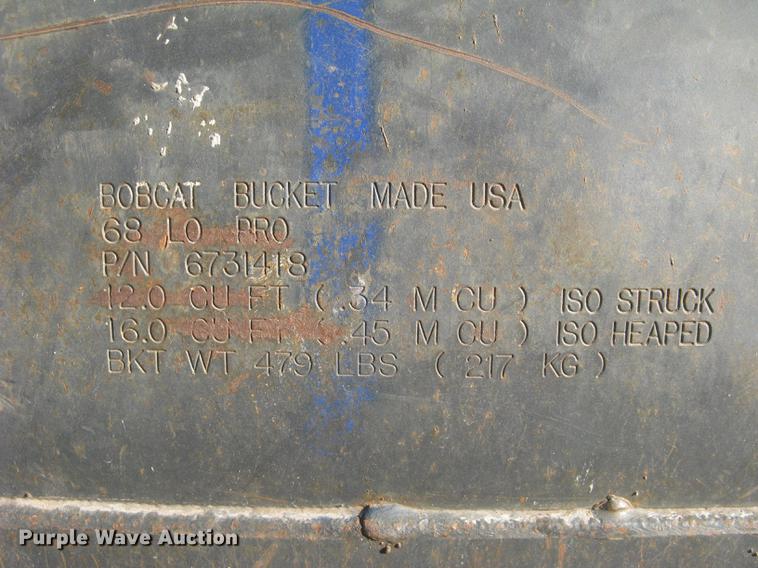 BOBCAT BUCKET MADE USA
68 LO PRO
P/N 6731418
12.0 CU FT ( .34 M CU ) ISO STRUCK
16.0 CU FT ( .45 M CU ) ISO HEAPED
BKT WT 479 LBS ( 217 KG )
Purple Wave Auction